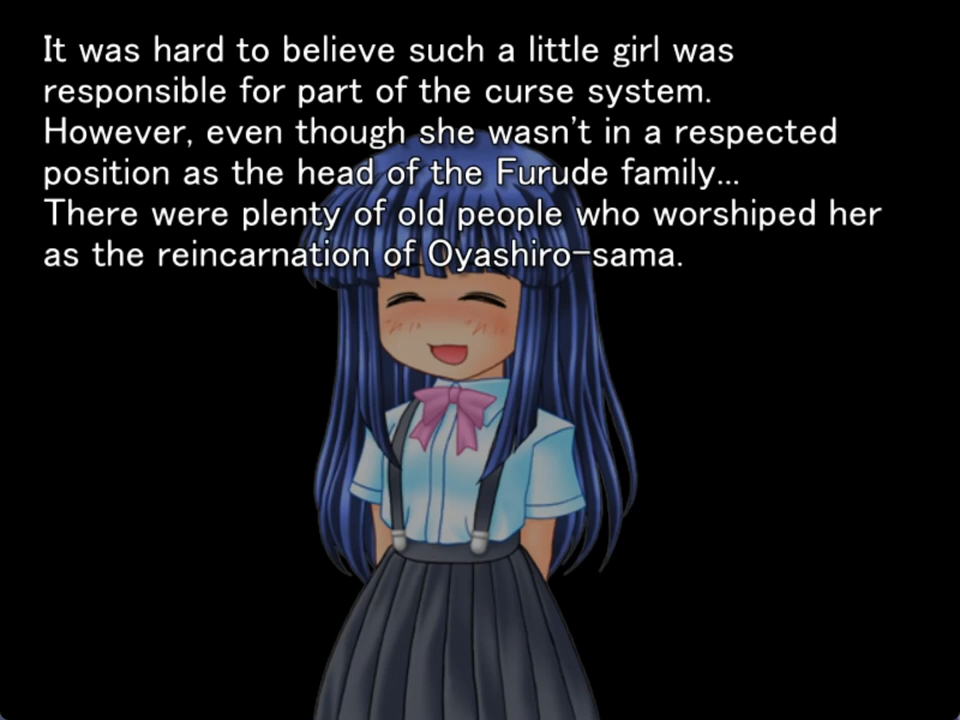 It was hard to believe such a little girl was
responsible for part of the curse system.
However, even though she wasn't in a respected
position as the head of the Furude family...
There were plenty of old people who worshiped her
as the reincarnation of Oyashiro-sama.